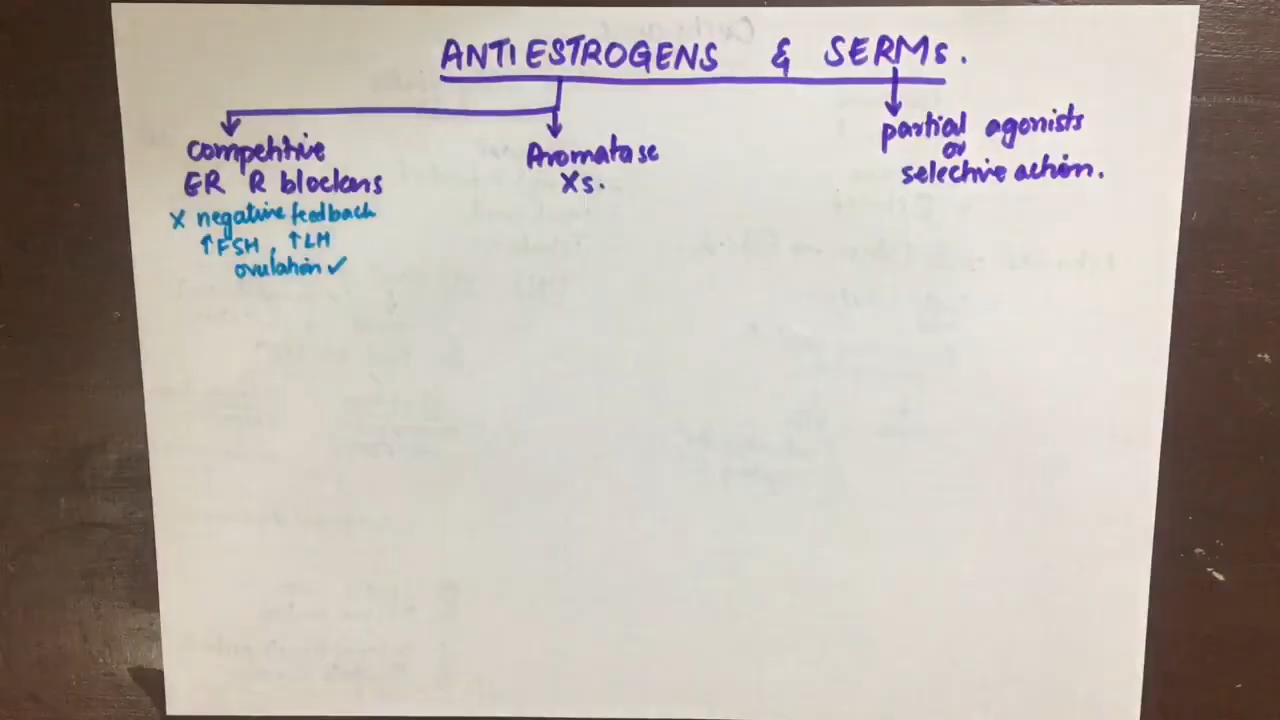 ANTIESTROGENS & SERMs.
Competitive
ER R blockers
X negative feedback
↑FSH, ↑LH
ovulation ✓
Aromatase
Xs.
partial agonists
or
selective action.